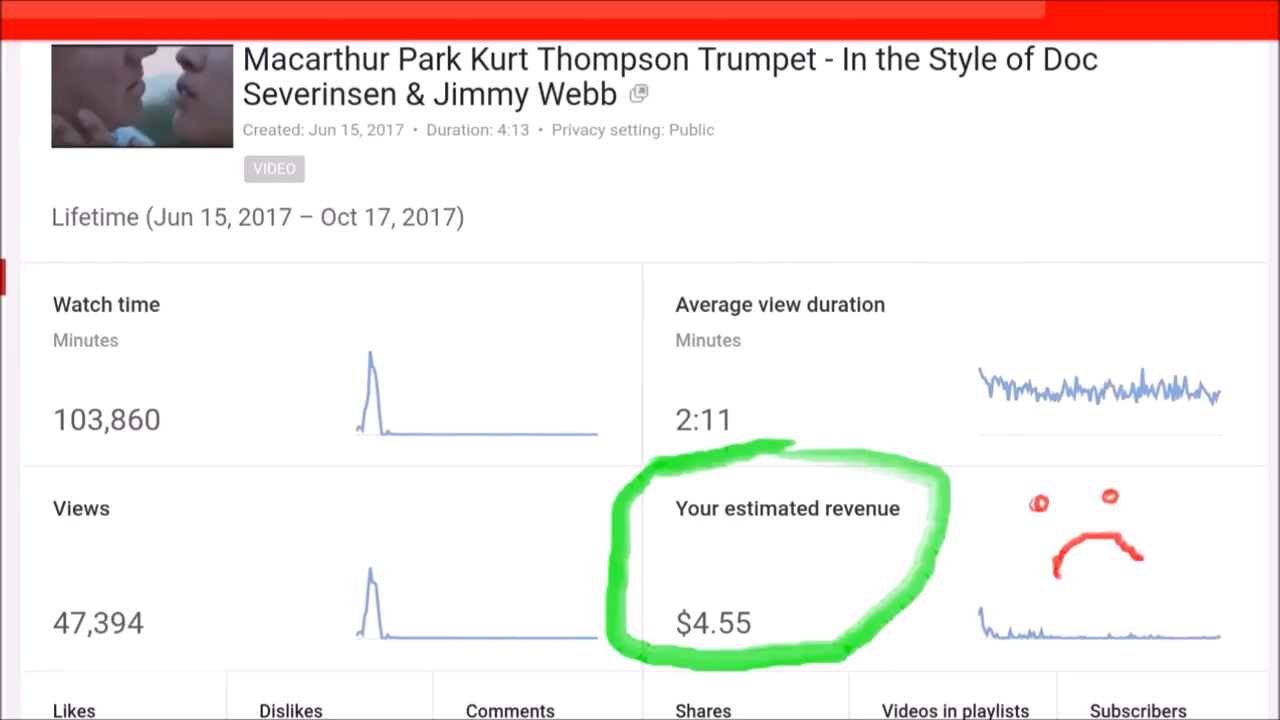 Macarthur Park Kurt Thompson Trumpet - In the Style of Doc
Severinsen & Jimmy Webb
Created: Jun 15, 2017 • Duration: 4:13 • Privacy setting: Public
VIDEO
Lifetime (Jun 15, 2017 – Oct 17, 2017)
Watch time
Minutes
103,860
Average view duration
Minutes
2:11
Views
47,394
Your estimated revenue
$4.55
Likes
Dislikes
Comments
Shares
Videos in playlists
Subscribers